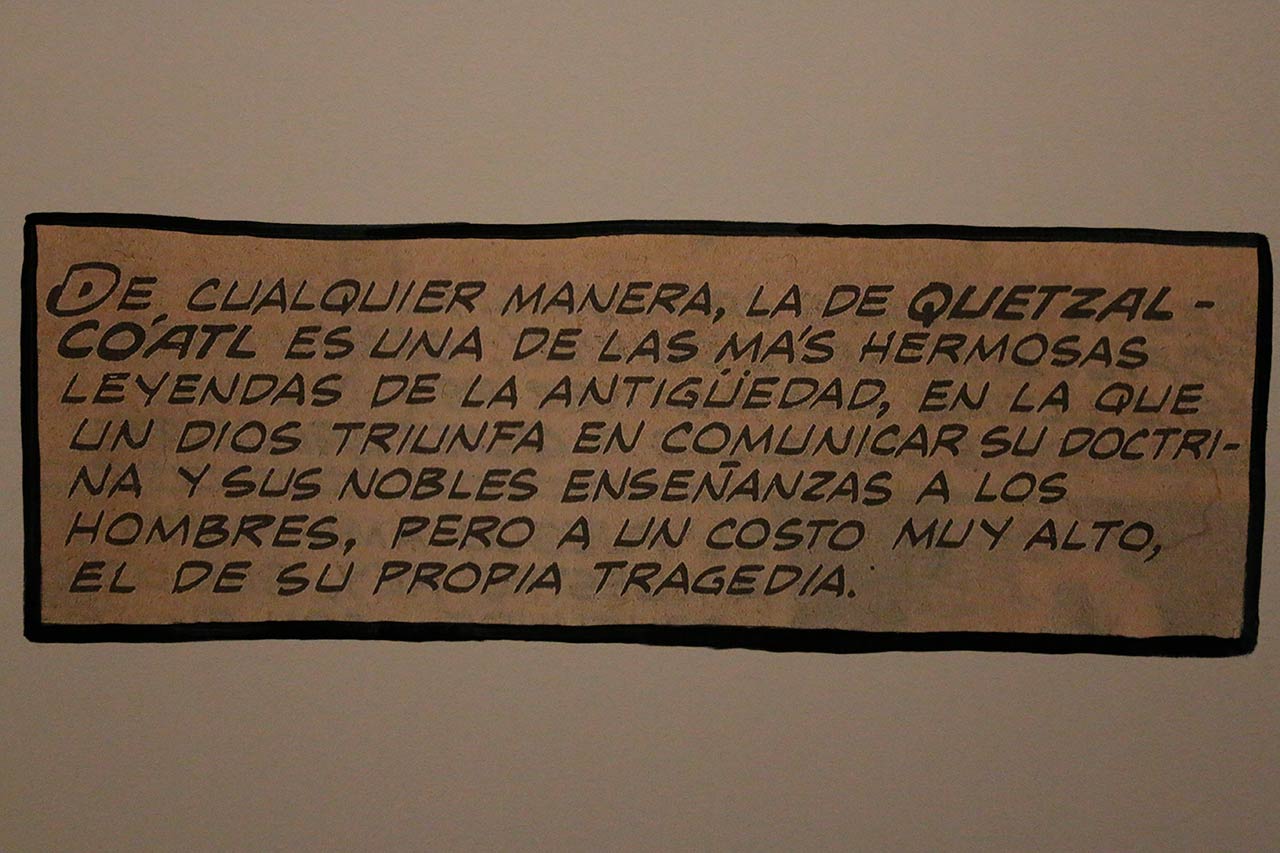 DE CUALQUIER MANERA, LA DE QUETZAL-
CÓATL ES UNA DE LAS MÁS HERMOSAS
LEYENDAS DE LA ANTIGÜEDAD, EN LA QUE
UN DIOS TRIUNFA EN COMUNICAR SU DOCTRI-
NA Y SUS NOBLES ENSEÑANZAS A LOS
HOMBRES, PERO A UN COSTO MUY ALTO,
EL DE SU PROPIA TRAGEDIA.